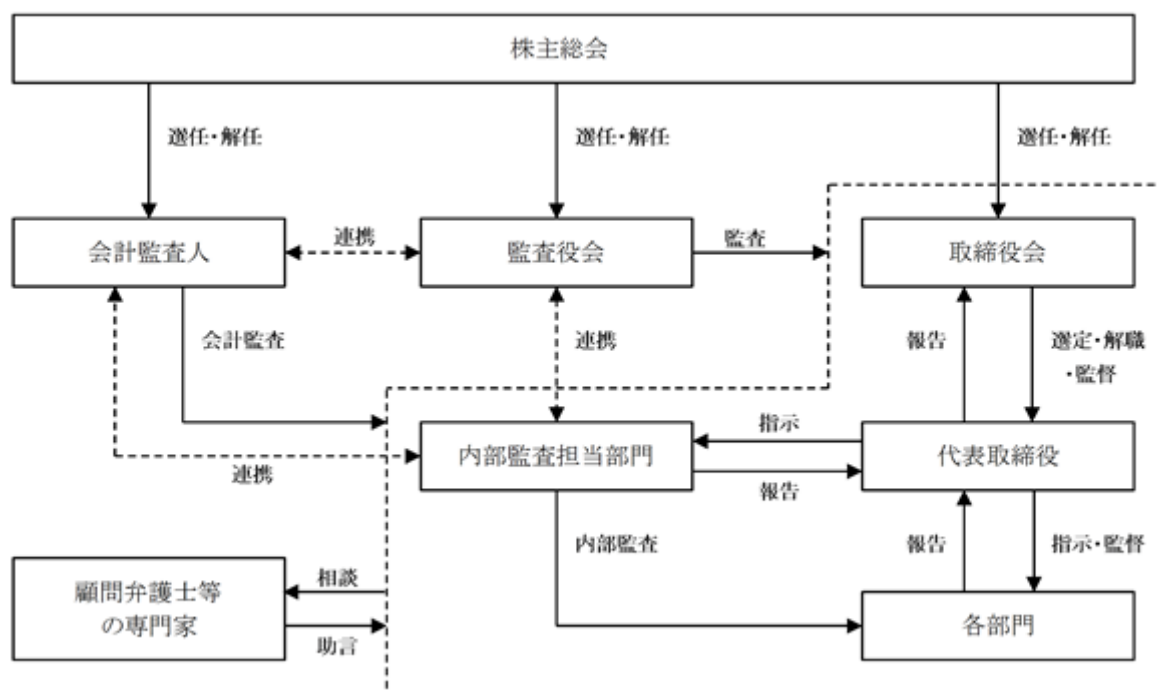 株主総会
選任・解任
選任・解任
選任・解任
会計監査人
連携
監査役会
監査
取締役会
会計監査
連携
報告
選定・解職
・監督
連携
内部監査担当部門
指示
報告
代表取締役
内部監査
報告
指示・監督
顧問弁護士等
の専門家
相談
助言
各部門